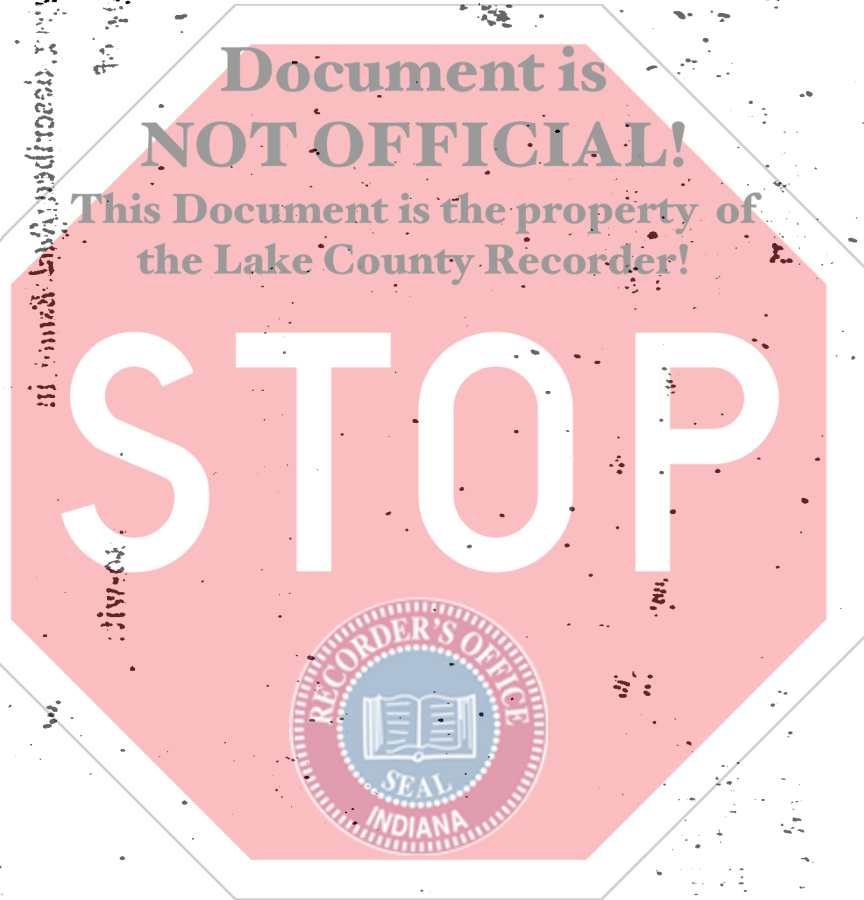 Document is
NOT OFFICIAL!
This Document is the property of
the Lake County Recorder!
STOP
RECORDER'S OFFICE
SEAL
INDIANA